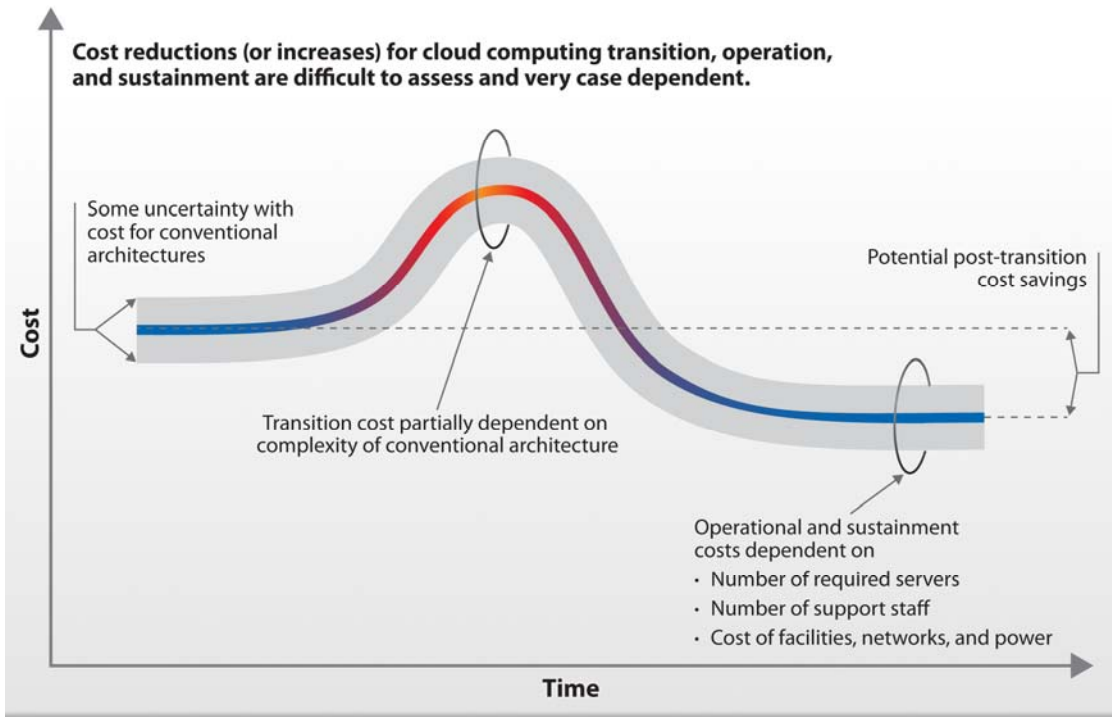 Cost reductions (or increases) for cloud computing transition, operation,
and sustainment are difficult to assess and very case dependent.
Some uncertainty with
cost for conventional
architectures
Potential post-transition
cost savings
Cost
Transition cost partially dependent on
complexity of conventional architecture
Operational and sustainment
costs dependent on
· Number of required servers
· Number of support staff
· Cost of facilities, networks, and power
Time